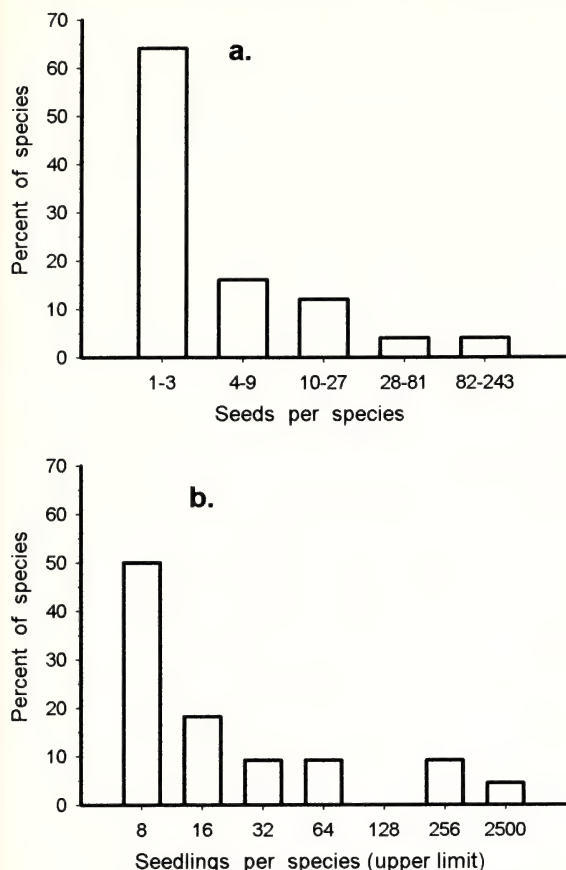 a.
Percent of species
70
60
50
40
30
20
10
0
1-3 4-9 10-27 28-81 82-243
Seeds per species
b.
Percent of species
70
60
50
40
30
20
10
0
8 16 32 64 128 256 2500
Seedlings per species (upper limit)